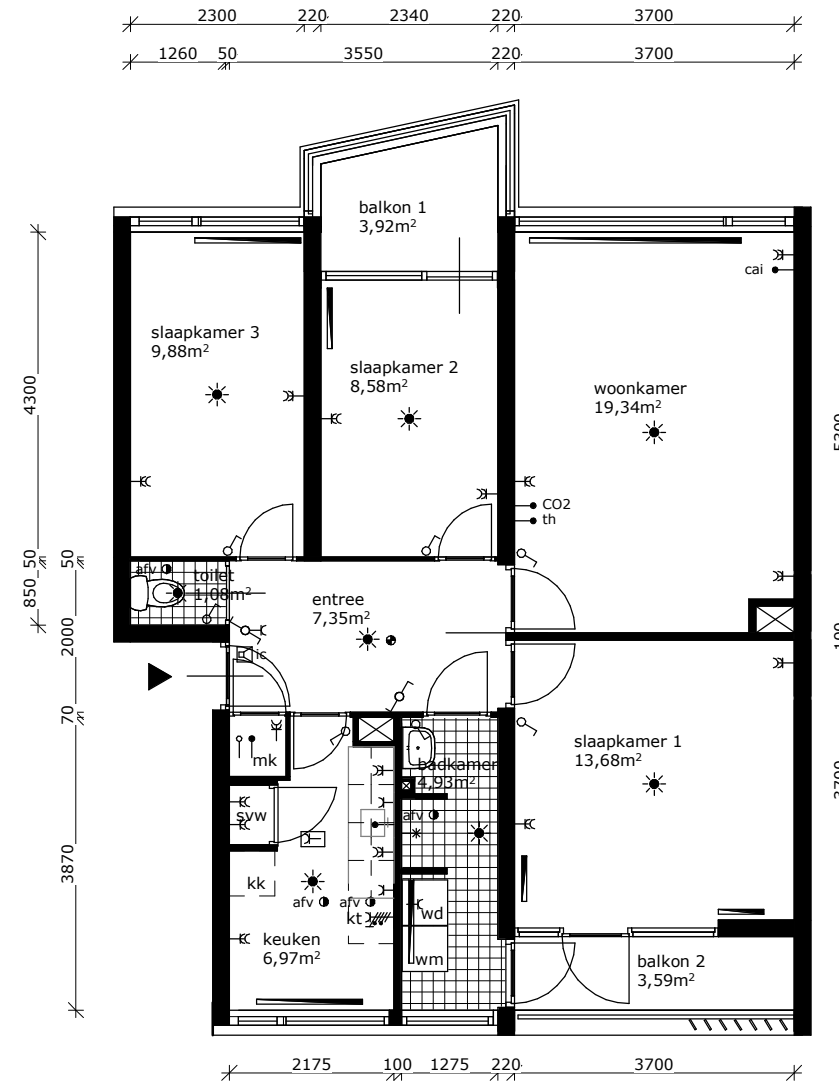 2300 220 2340 220 3700
1260 50 3550 220 3700
balkon 1
3,92m²
cai
slaapkamer 3
9,88m²
slaapkamer 2
8,58m²
woonkamer
19,34m²
4300
5300
CO2
th
50
50
850
afv
toilet
1,08m²
entree
7,35m²
2000
100
ic
70
mk
badkamer
4,93m²
slaapkamer 1
13,68m²
3700
svw
afv
kk
afv
afv
kt
wd
3870
keuken
6,97m²
wm
balkon 2
3,59m²
2175 100 1275 220 3700